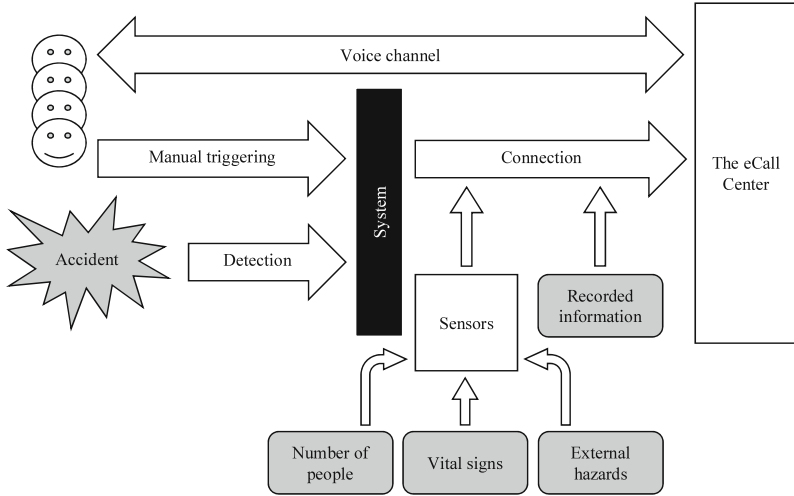 Voice channel
Manual triggering
Connection
The eCall
Center
System
Accident
Detection
Sensors
Recorded
information
Number of
people
Vital signs
External
hazards